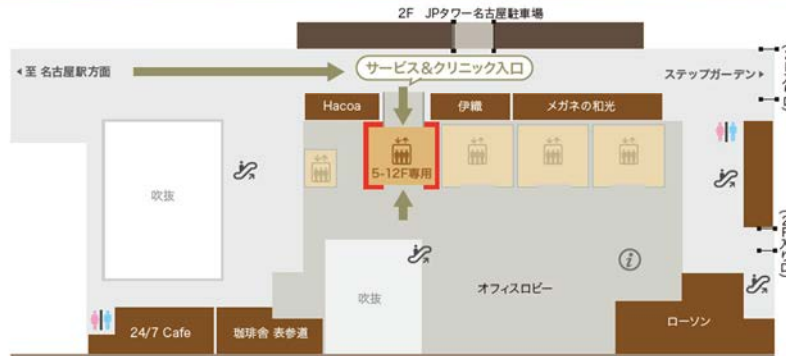 2F JPタワー名古屋駐車場
至 名古屋駅方面
サービス&クリニック入口
ステップガーデン
Hacoa
伊織
メガネの和光
5-12F専用
吹抜
吹抜
オフィスロビー
i
24/7 Cafe
珈琲舎 表参道
ローソン